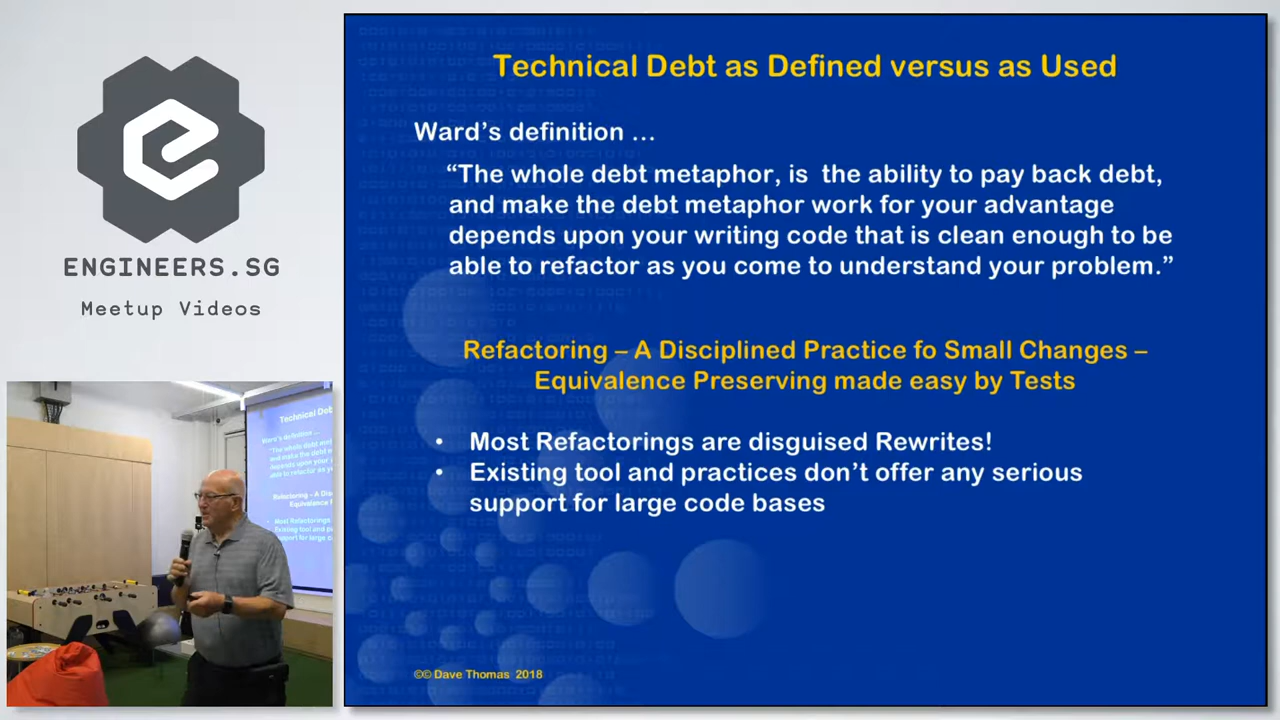 ENGINEERS.SG
Meetup Videos
Technical Debt as Defined versus as Used
Ward’s definition …
“The whole debt metaphor, is the ability to pay back debt,
and make the debt metaphor work for your advantage
depends upon your writing code that is clean enough to be
able to refactor as you come to understand your problem.”
Refactoring – A Disciplined Practice fo Small Changes –
Equivalence Preserving made easy by Tests
• Most Refactorings are disguised Rewrites!
• Existing tool and practices don’t offer any serious
support for large code bases
©© Dave Thomas 2018
Technical Deb
Ward's definition ...